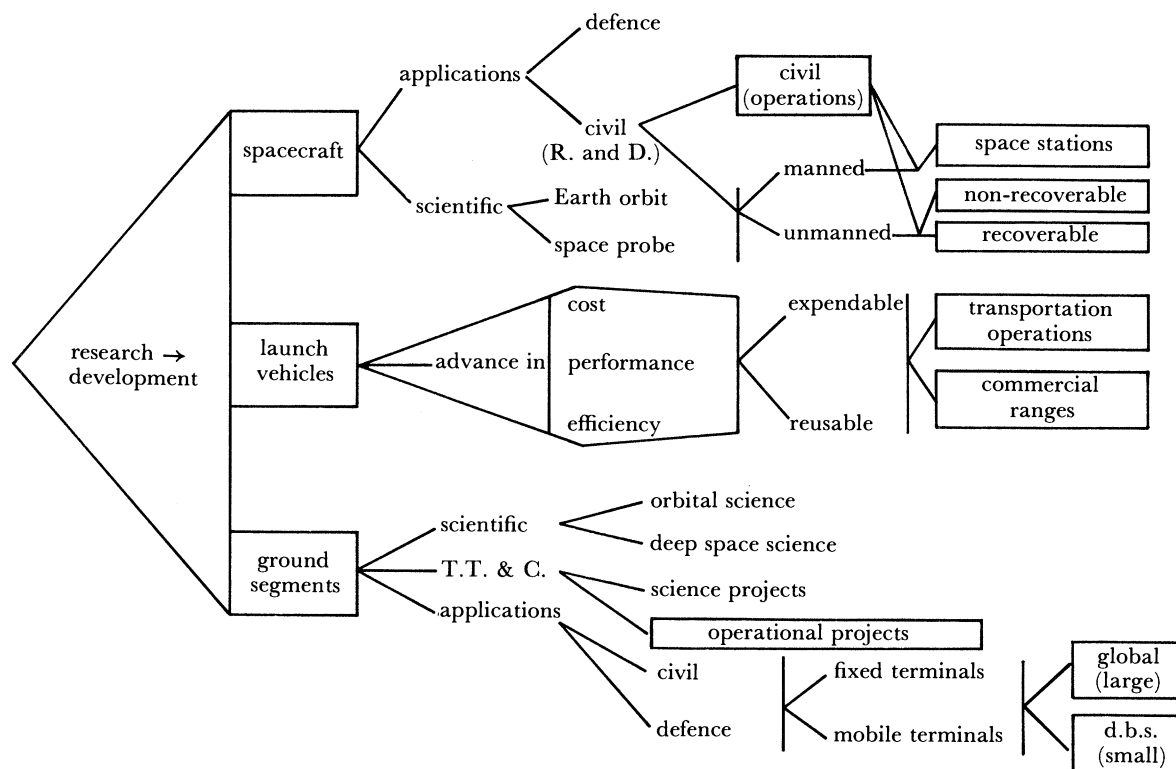 defence
applications
civil
(operations)
spacecraft
civil
(R. and D.)
space stations
manned
scientific
Earth orbit
non-recoverable
space probe
unmanned
recoverable
research →
development
launch
vehicles
advance in
cost
performance
efficiency
expendable
reusable
transportation
operations
commercial
ranges
ground
segments
scientific
orbital science
deep space science
T.T. & C.
science projects
operational projects
applications
civil
defence
fixed terminals
mobile terminals
global
(large)
d.b.s.
(small)